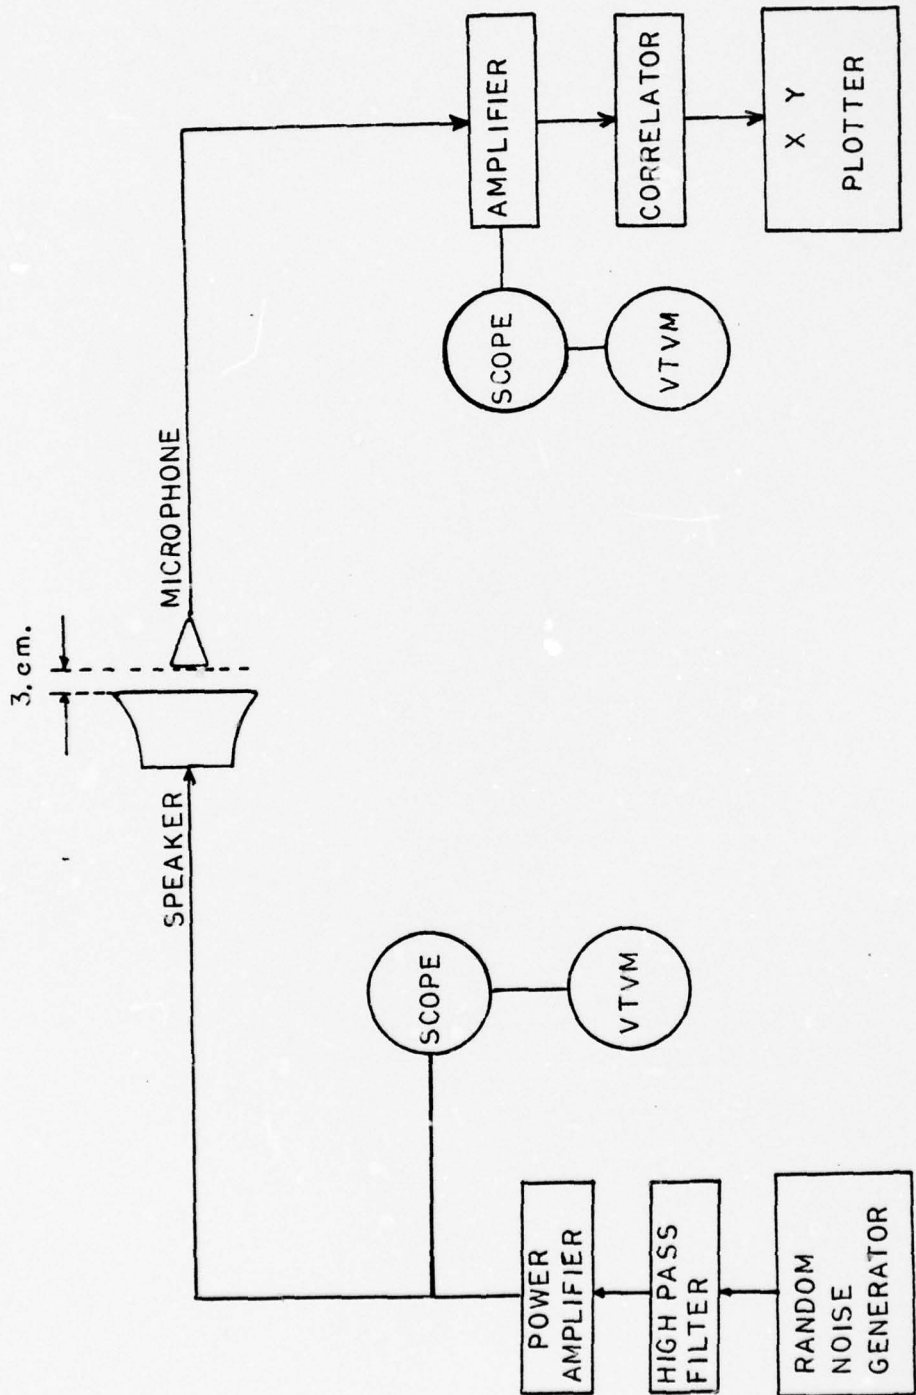 3. cm.
SPEAKER
MICROPHONE
SCOPE
VTVM
POWER
AMPLIFIER
HIGH PASS
FILTER
RANDOM
NOISE
GENERATOR
SCOPE
VTVM
AMPLIFIER
CORRELATOR
X Y
PLOTTER